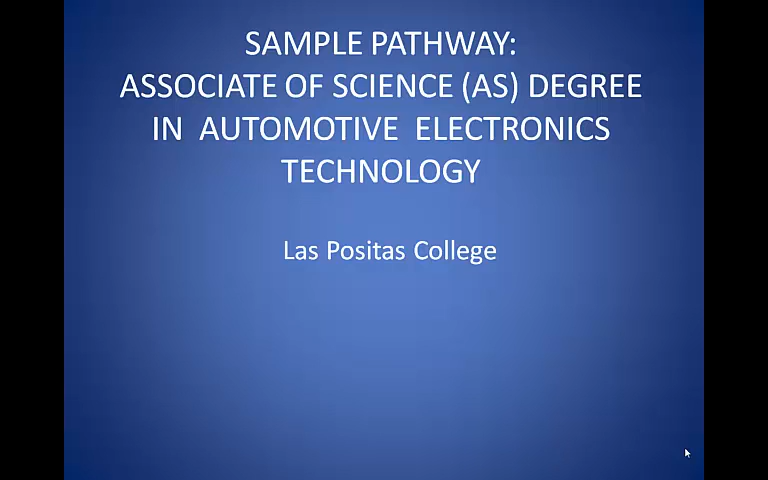 SAMPLE PATHWAY:
ASSOCIATE OF SCIENCE (AS) DEGREE
IN AUTOMOTIVE ELECTRONICS
TECHNOLOGY
Las Positas College